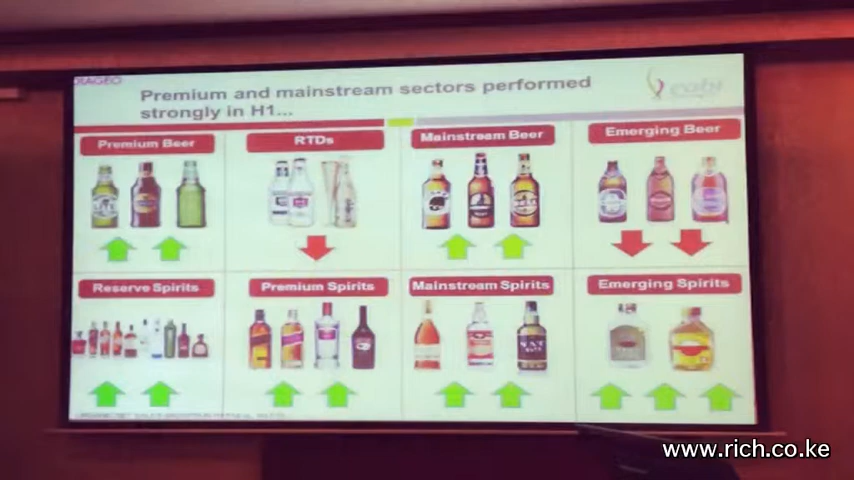 DIAGEO
Premium and mainstream sectors performed
strongly in H1...
eabl
Premium Beer
RTDs
Mainstream Beer
Emerging Beer
Reserve Spirits
Premium Spirits
Mainstream Spirits
Emerging Spirits
www.rich.co.ke